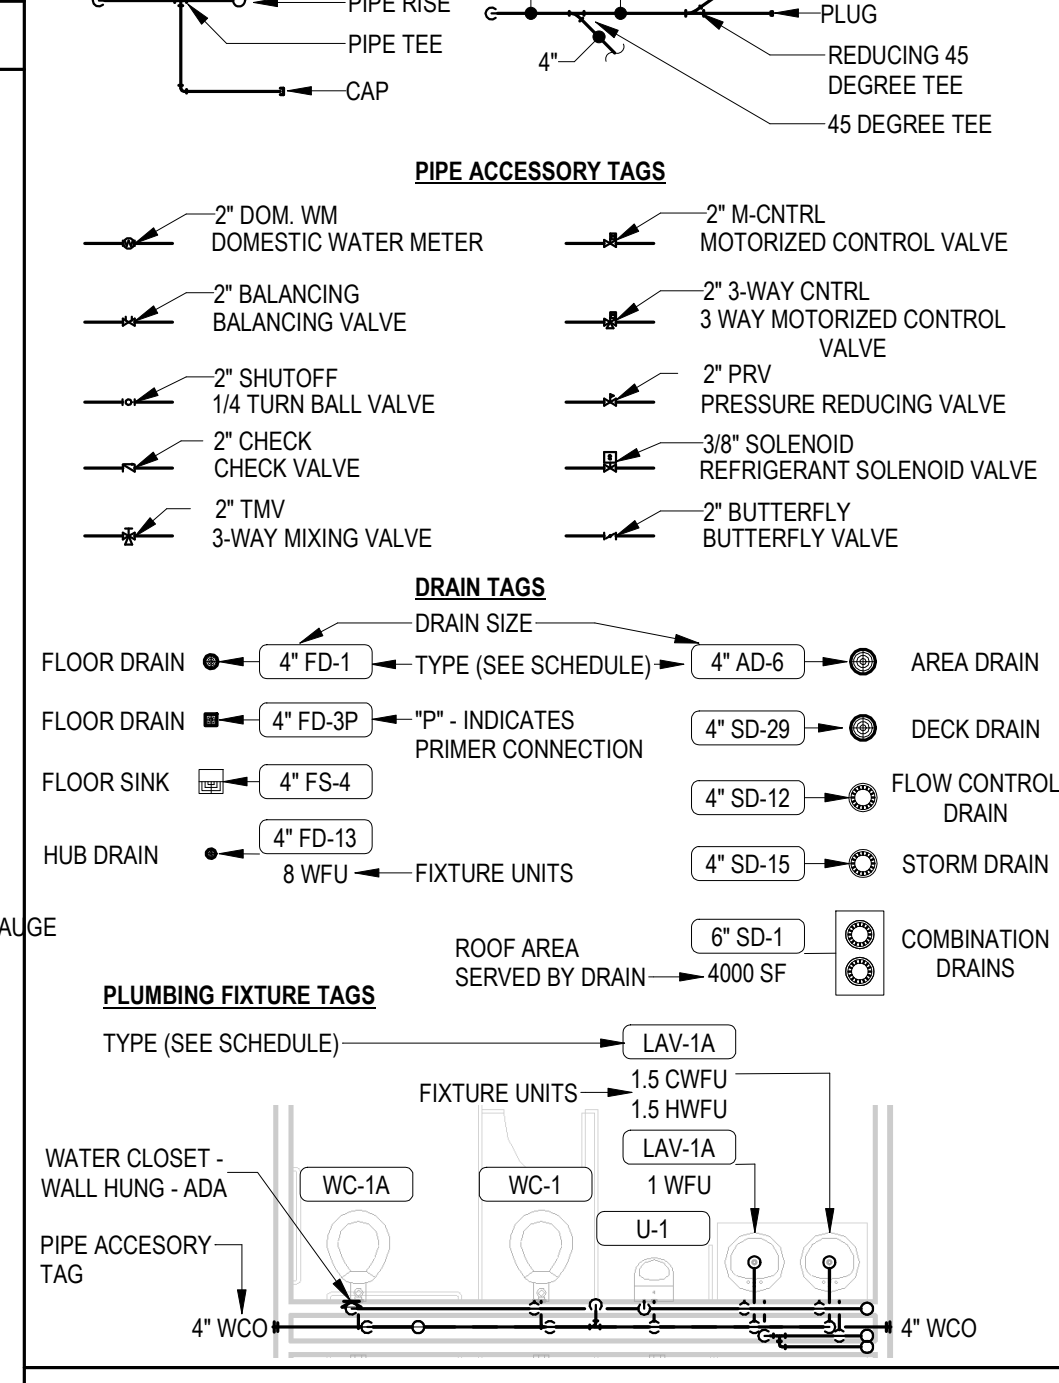 PIPE RISE
PIPE TEE
CAP
4"
PLUG
REDUCING 45
DEGREE TEE
45 DEGREE TEE
PIPE ACCESSORY TAGS
2" DOM. WM
DOMESTIC WATER METER
2" BALANCING
BALANCING VALVE
2" SHUTOFF
1/4 TURN BALL VALVE
2" CHECK
CHECK VALVE
2" TMV
3-WAY MIXING VALVE
2" M-CNTRL
MOTORIZED CONTROL VALVE
2" 3-WAY CNTRL
3 WAY MOTORIZED CONTROL
VALVE
2" PRV
PRESSURE REDUCING VALVE
3/8" SOLENOID
REFRIGERANT SOLENOID VALVE
2" BUTTERFLY
BUTTERFLY VALVE
DRAIN TAGS
DRAIN SIZE
FLOOR DRAIN
4" FD-1
TYPE (SEE SCHEDULE)
4" AD-6
AREA DRAIN
FLOOR DRAIN
4" FD-3P
"P" - INDICATES
PRIMER CONNECTION
4" SD-29
DECK DRAIN
FLOOR SINK
4" FS-4
4" SD-12
FLOW CONTROL
DRAIN
HUB DRAIN
4" FD-13
8 WFU
FIXTURE UNITS
4" SD-15
STORM DRAIN
AUGE
ROOF AREA
SERVED BY DRAIN
6" SD-1
4000 SF
COMBINATION
DRAINS
PLUMBING FIXTURE TAGS
TYPE (SEE SCHEDULE)
LAV-1A
FIXTURE UNITS
1.5 CWFU
1.5 HWFU
LAV-1A
1 WFU
WATER CLOSET -
WALL HUNG - ADA
WC-1A
WC-1
U-1
PIPE ACCESORY
TAG
4" WCO
4" WCO